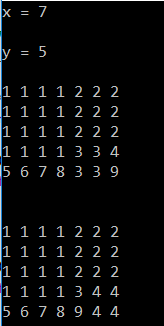 x = 7
y = 5
1 1 1 1 2 2 2
1 1 1 1 2 2 2
1 1 1 1 2 2 2
1 1 1 1 3 3 4
5 6 7 8 3 3 9
1 1 1 1 2 2 2
1 1 1 1 2 2 2
1 1 1 1 2 2 2
1 1 1 1 3 4 4
5 6 7 8 9 4 4